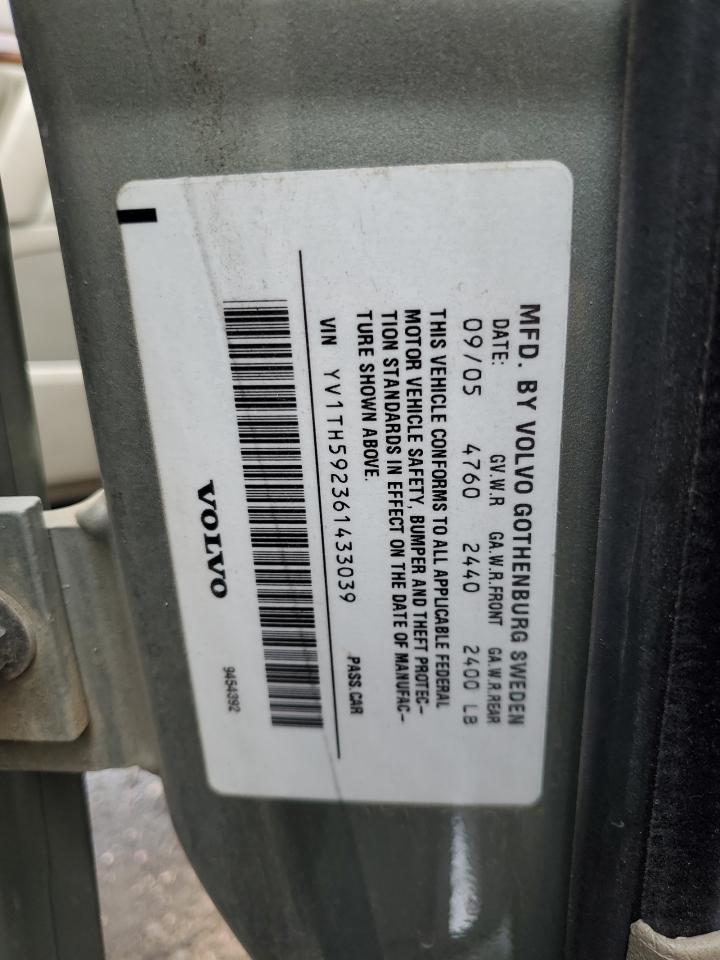 MFD. BY VOLVO GOTHENBURG SWEDEN
DATE: GV.W.R GA.W.R.FRONT GA.W.R.REAR
09/05 4760 2440 2400 LB
THIS VEHICLE CONFORMS TO ALL APPLICABLE FEDERAL
MOTOR VEHICLE SAFETY, BUMPER AND THEFT PROTEC-
TION STANDARDS IN EFFECT ON THE DATE OF MANUFAC-
TURE SHOWN ABOVE.
VIN YV1TH592361433039 PASS.CAR
VOLVO 9454392